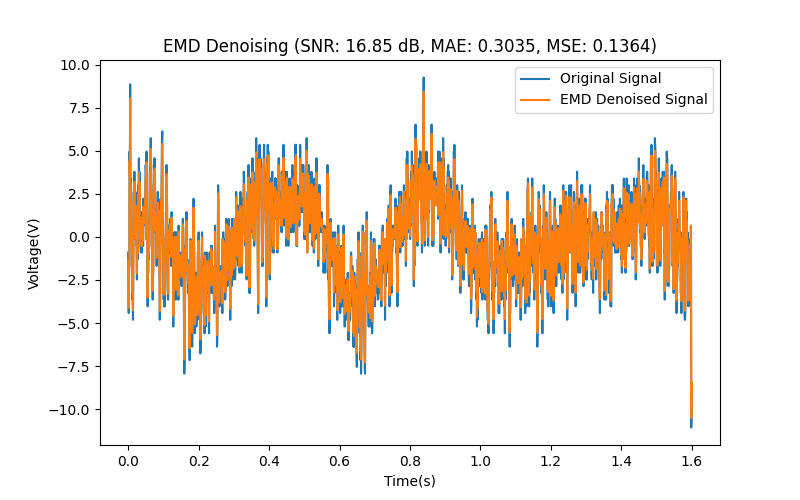 EMD Denoising (SNR: 16.85 dB, MAE: 0.3035, MSE: 0.1364)
Original Signal
EMD Denoised Signal
10.0
7.5
5.0
2.5
0.0
−2.5
−5.0
−7.5
−10.0
Voltage(V)
0.0 0.2 0.4 0.6 0.8 1.0 1.2 1.4 1.6
Time(s)